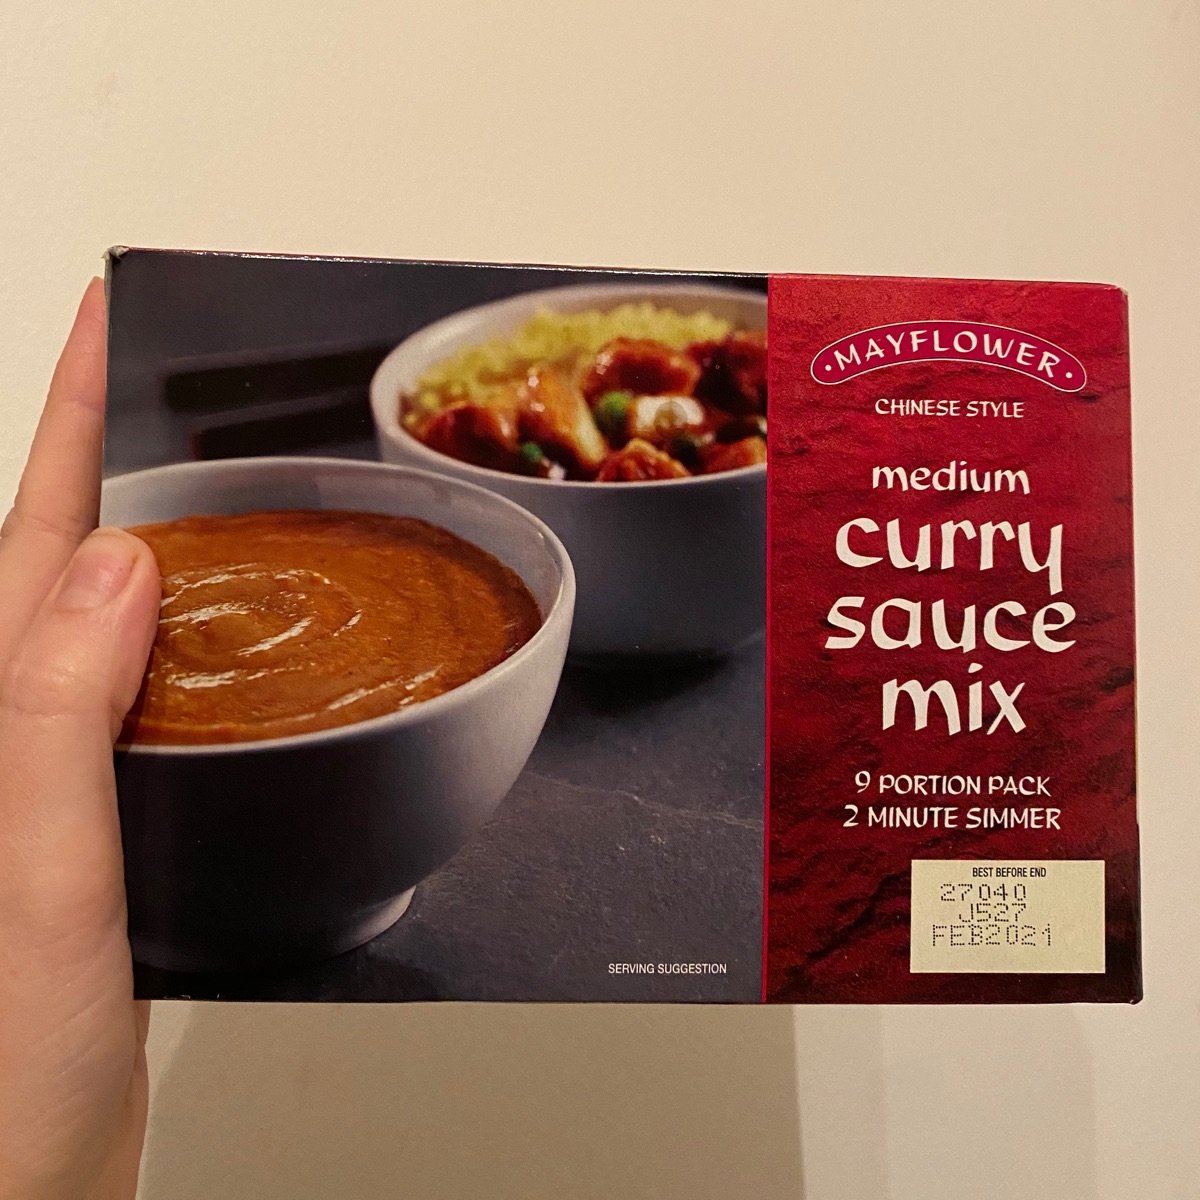 ·MAYFLOWER·
CHINESE STYLE
medium
curry
sauce
mix
9 PORTION PACK
2 MINUTE SIMMER
BEST BEFORE END
27040
J527
FEB2021
SERVING SUGGESTION